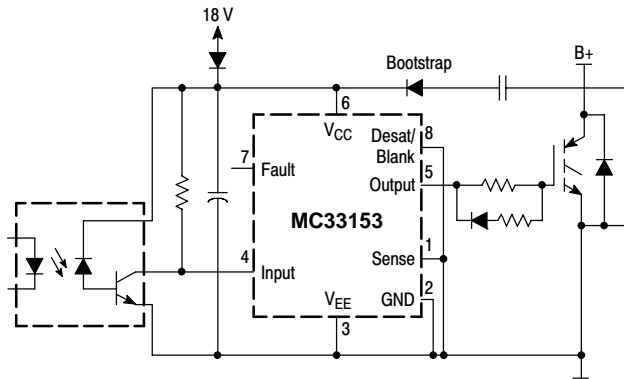 18 V
Bootstrap
B+
6
VCC
Desat/
Blank
8
7
Fault
5
Output
MC33153
4
Input
1
Sense
VEE
2
GND
3